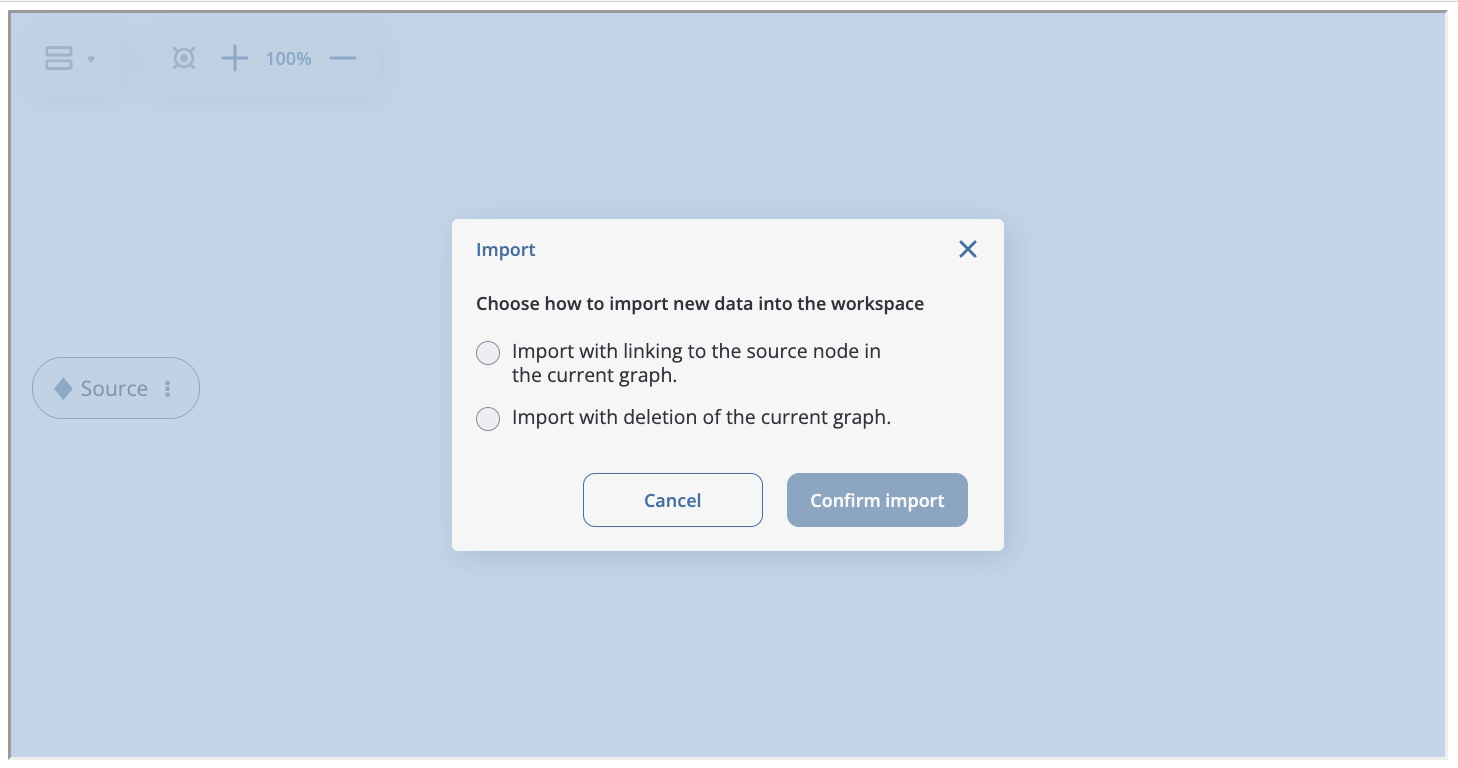 100%
Import
Choose how to import new data into the workspace
Import with linking to the source node in
the current graph.
Source
Import with deletion of the current graph.
Cancel
Confirm import